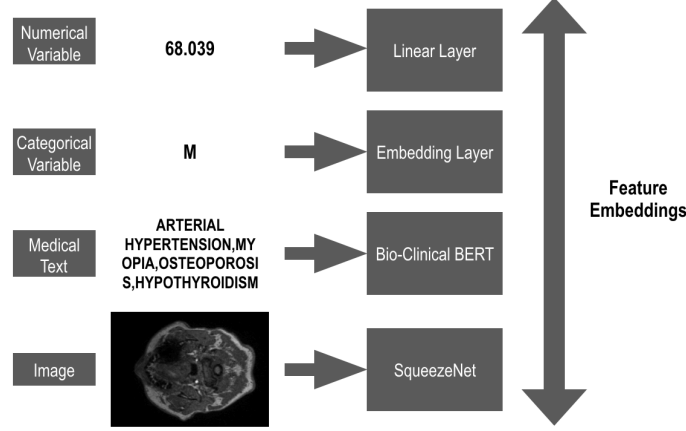 Numerical
Variable
68.039
Linear Layer
Categorical
Variable
M
Embedding Layer
Feature
Embeddings
Medical
Text
ARTERIAL
HYPERTENSION,MY
OPIA,OSTEOPOROSI
S,HYPOTHYROIDISM
Bio-Clinical BERT
Image
SqueezeNet